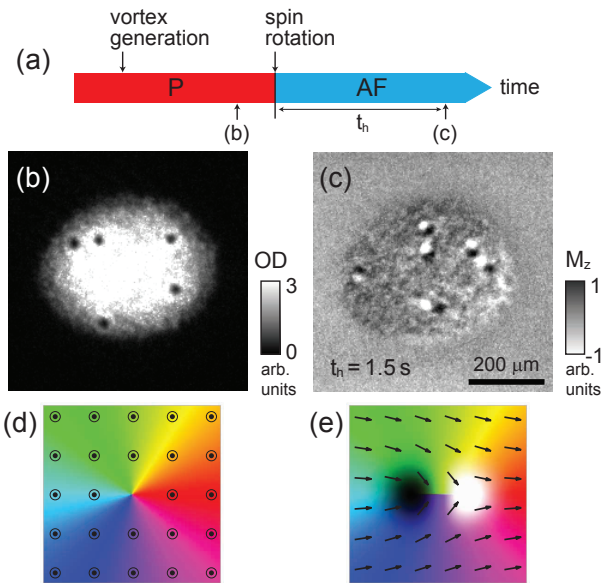 vortex
generation
spin
rotation
(a)
P
AF
time
(b)
t_h
(c)
(b)
OD
3
0
arb.
units
(c)
M_z
1
-1
arb.
units
t_h = 1.5 s
200 μm
(d)
(e)